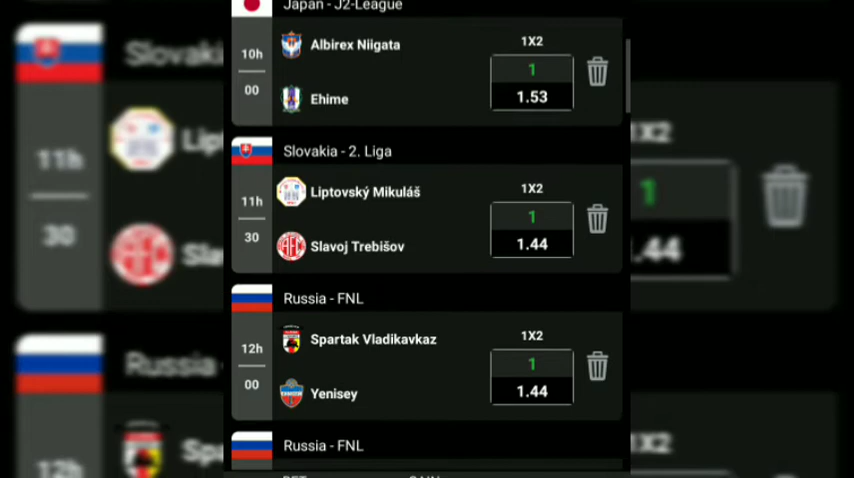 Japan - J2-League
10h
00
Albirex Niigata
Ehime
1X2
1
1.53
Slovakia - 2. Liga
11h
30
Liptovský Mikuláš
Slavoj Trebišov
1X2
1
1.44
Russia - FNL
12h
00
Spartak Vladikavkaz
Yenisey
1X2
1
1.44
Russia - FNL